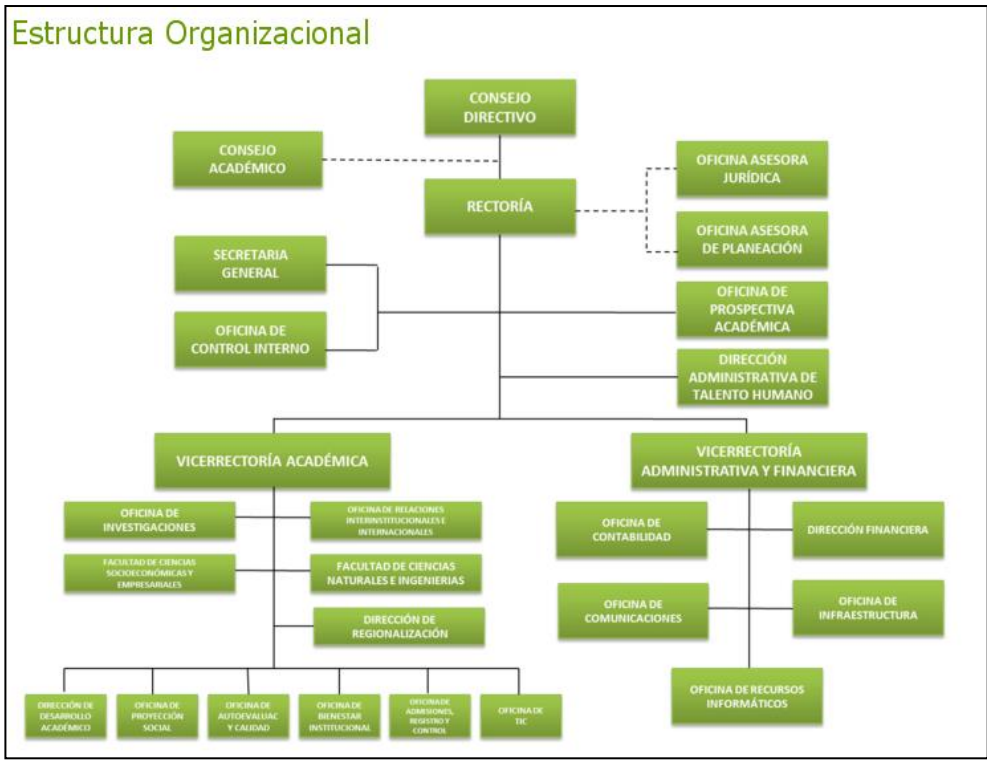 Estructura Organizacional
CONSEJO
DIRECTIVO
CONSEJO
ACADÉMICO
OFICINA ASESORA
JURÍDICA
RECTORÍA
OFICINA ASESORA
DE PLANEACIÓN
SECRETARIA
GENERAL
OFICINA DE
PROSPECTIVA
ACADÉMICA
OFICINA DE
CONTROL INTERNO
DIRECCIÓN
ADMINISTRATIVA DE
TALENTO HUMANO
VICERRECTORÍA ACADÉMICA
VICERRECTORÍA
ADMINISTRATIVA Y FINANCIERA
OFICINA DE
INVESTIGACIONES
OFICINA DE RELACIONES
INTERINSTITUCIONALES E
INTERNACIONALES
OFICINA DE
CONTABILIDAD
DIRECCIÓN FINANCIERA
FACULTAD DE CIENCIAS
SOCIOECONÓMICAS Y
EMPRESARIALES
FACULTAD DE CIENCIAS
NATURALES E INGENIERIAS
OFICINA DE
COMUNICACIONES
OFICINA DE
INFRAESTRUCTURA
DIRECCIÓN DE
REGIONALIZACIÓN
OFICINA DE RECURSOS
INFORMÁTICOS
DIRECCIÓN DE
DESARROLLO
ACADÉMICO
OFICINA DE
PROYECCIÓN
SOCIAL
OFICINA DE
AUTOEVALUAC
Y CALIDAD
OFICINA DE
BIENESTAR
INSTITUCIONAL
OFICINA DE
ADMISIONES,
REGISTRO Y
CONTROL
OFICINA DE
TIC